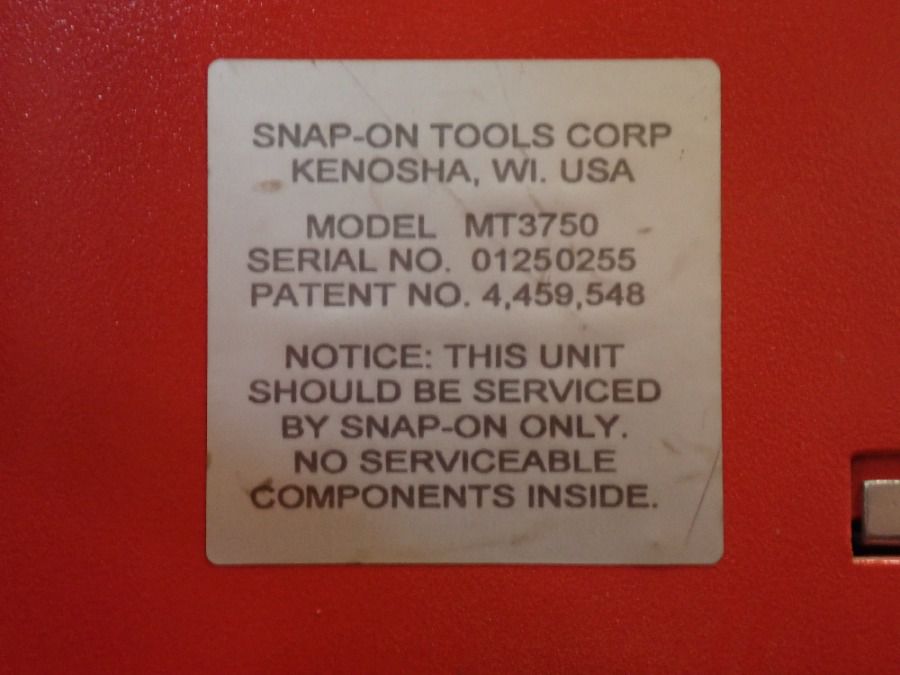 SNAP-ON TOOLS CORP
KENOSHA, WI. USA
MODEL MT3750
SERIAL NO. 01250255
PATENT NO. 4,459,548
NOTICE: THIS UNIT
SHOULD BE SERVICED
BY SNAP-ON ONLY.
NO SERVICEABLE
COMPONENTS INSIDE.